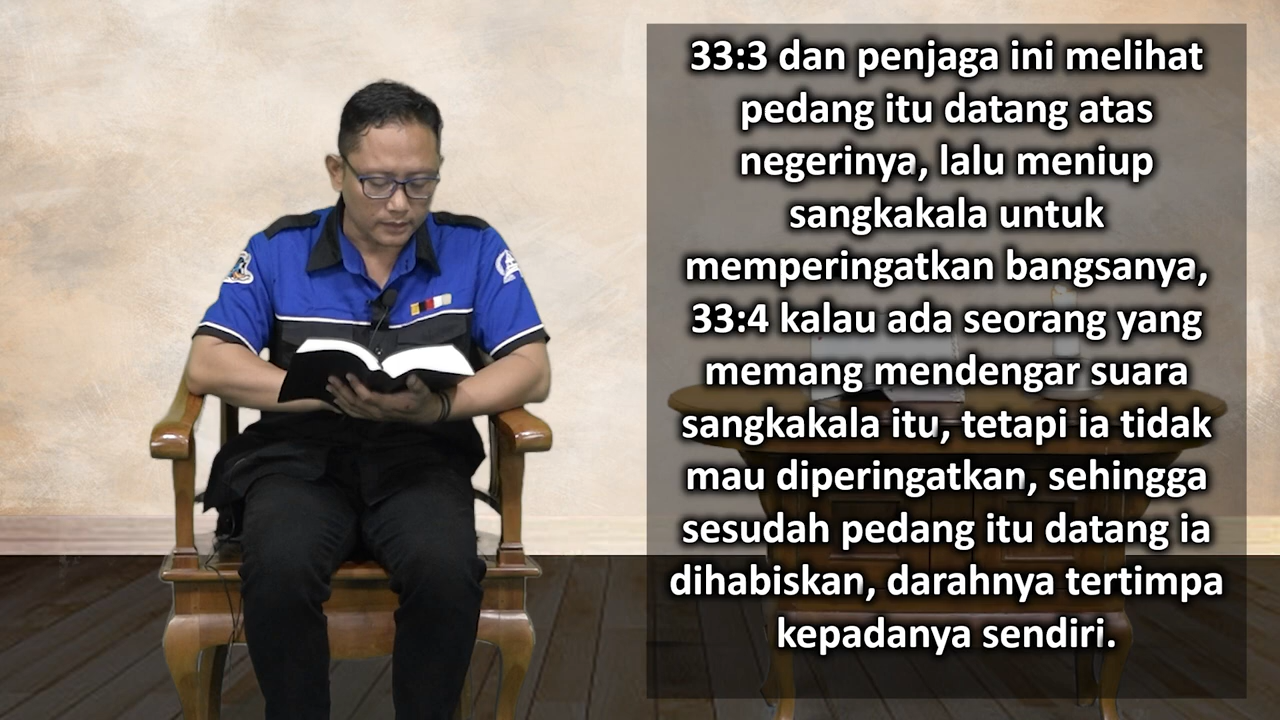 33:3 dan penjaga ini melihat
pedang itu datang atas
negerinya, lalu meniup
sangkakala untuk
memperingatkan bangsanya,
33:4 kalau ada seorang yang
memang mendengar suara
sangkakala itu, tetapi ia tidak
mau diperingatkan, sehingga
sesudah pedang itu datang ia
dihabiskan, darahnya tertimpa
kepadanya sendiri.